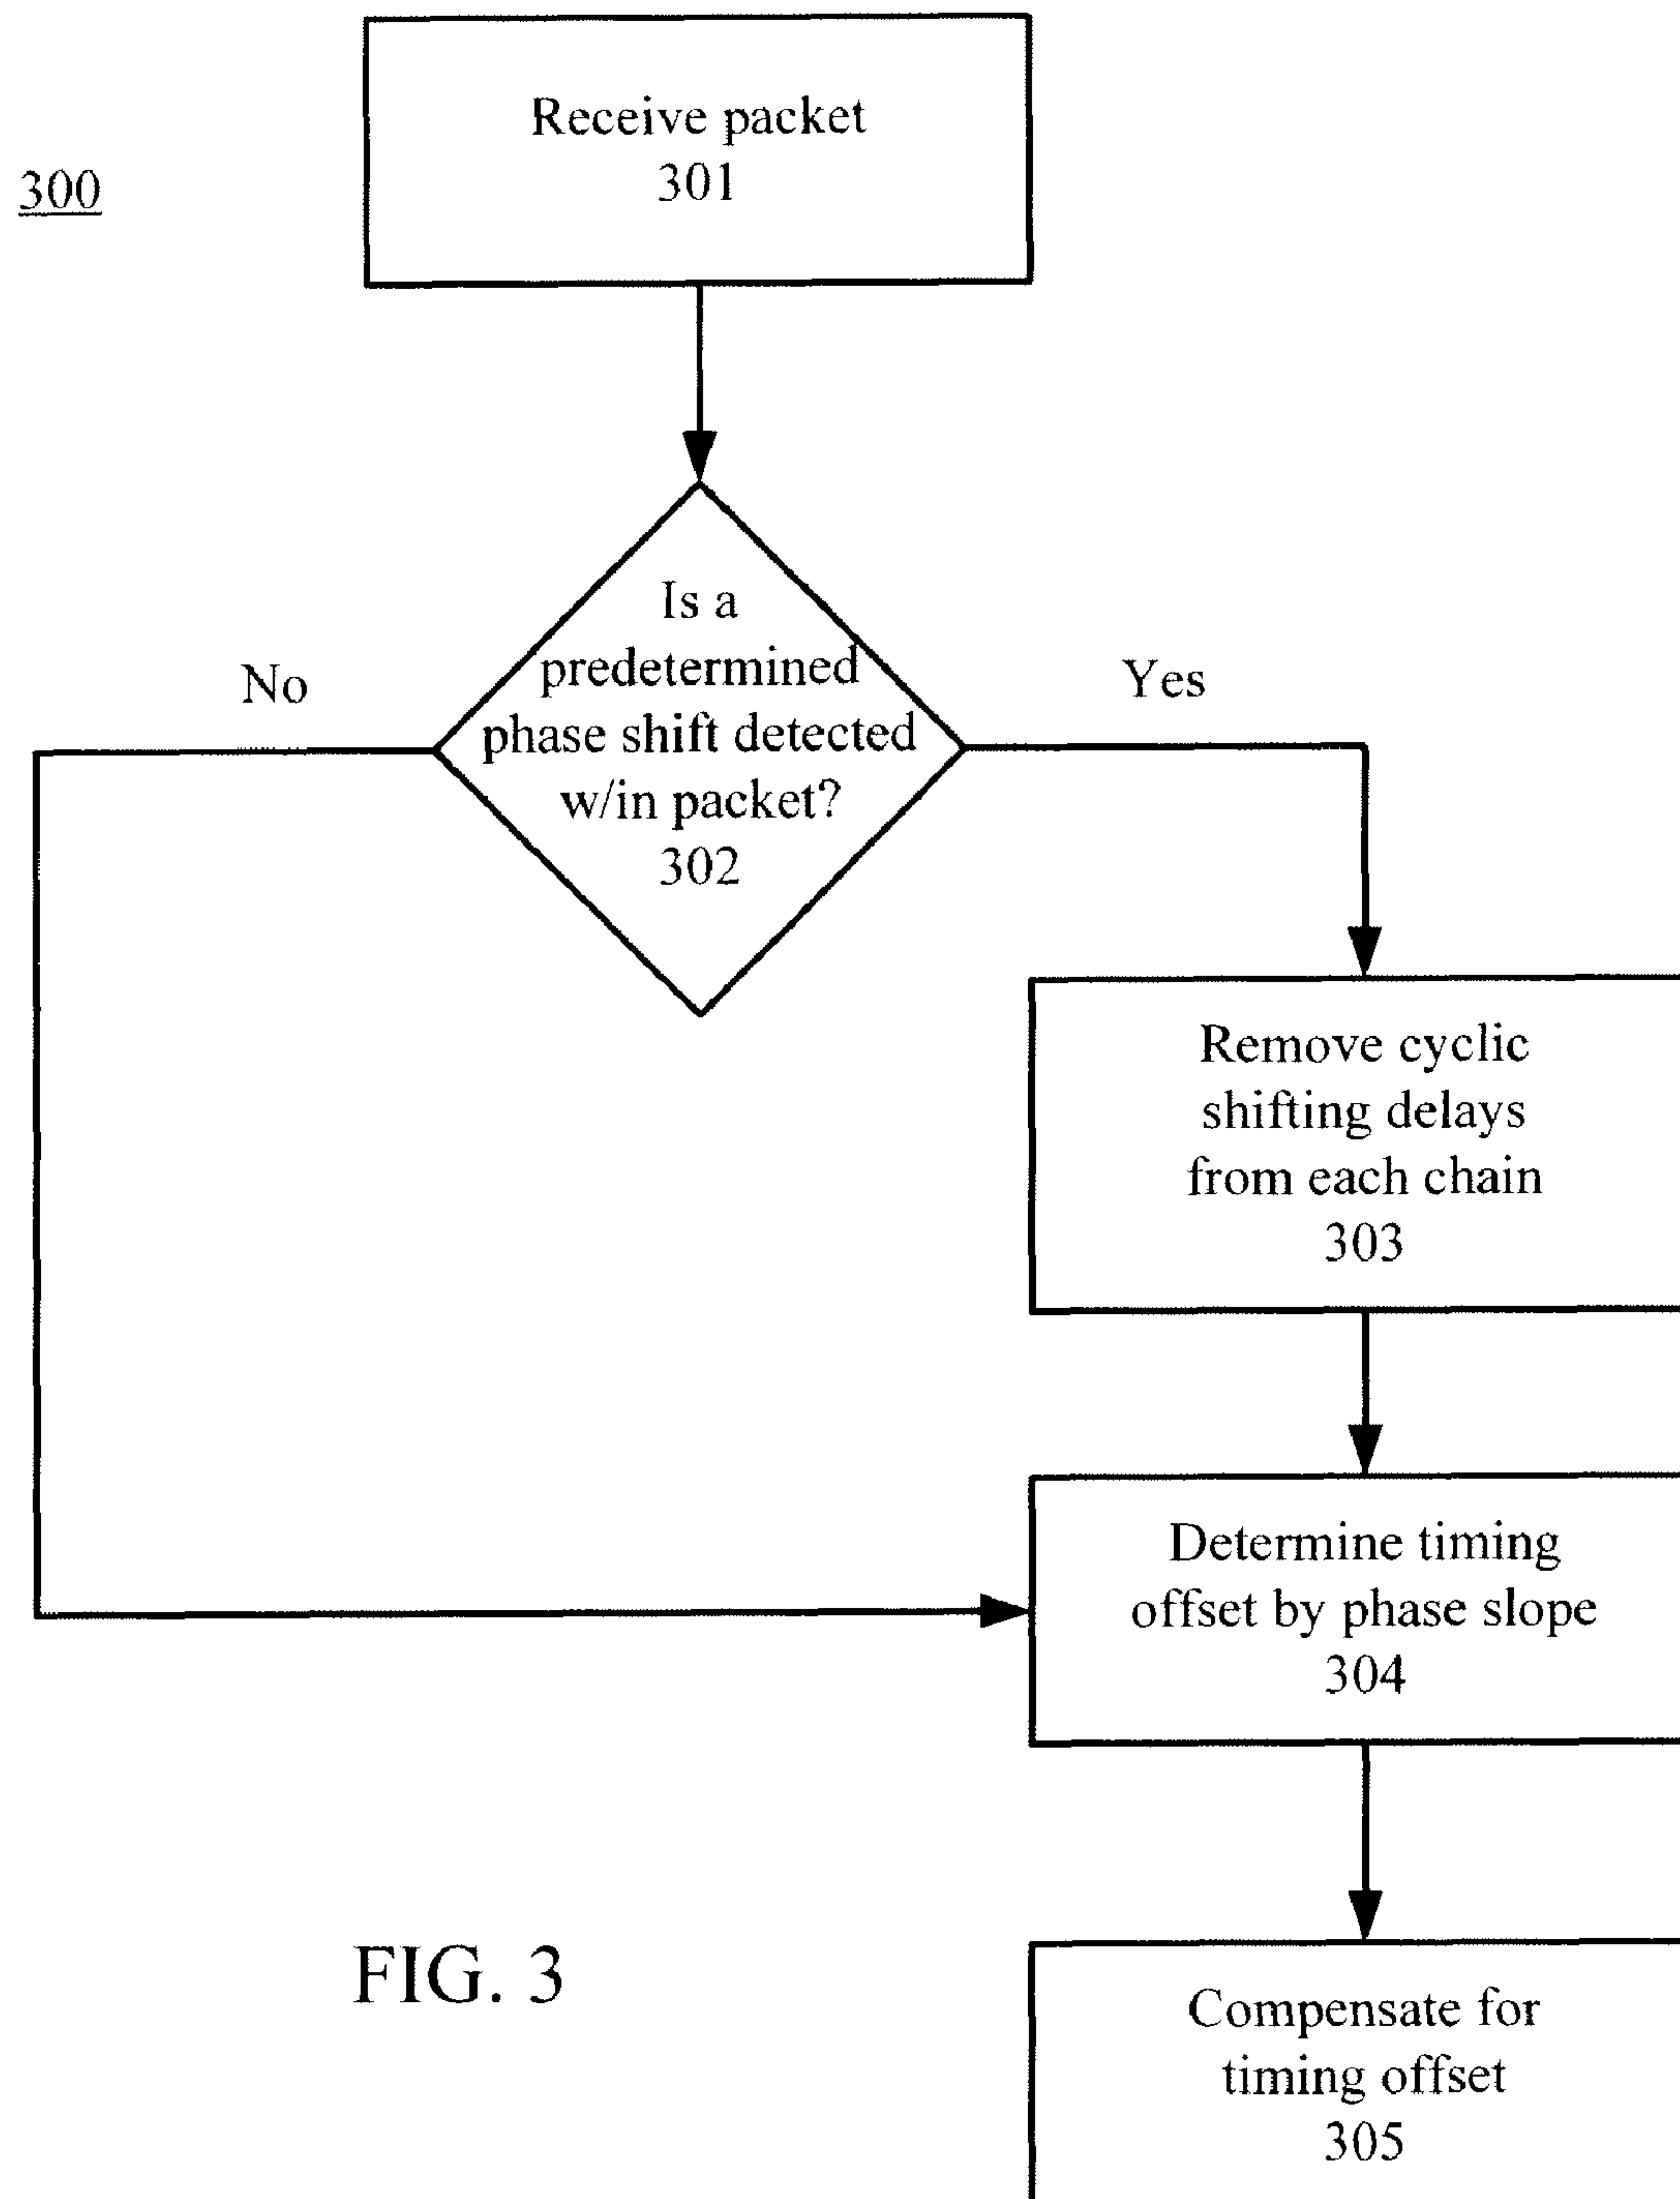 Receive packet
301
300
Is a
predetermined
phase shift detected
w/in packet?
302
No
Yes
Remove cyclic
shifting delays
from each chain
303
Determine timing
offset by phase slope
304
FIG. 3
Compensate for
timing offset
305